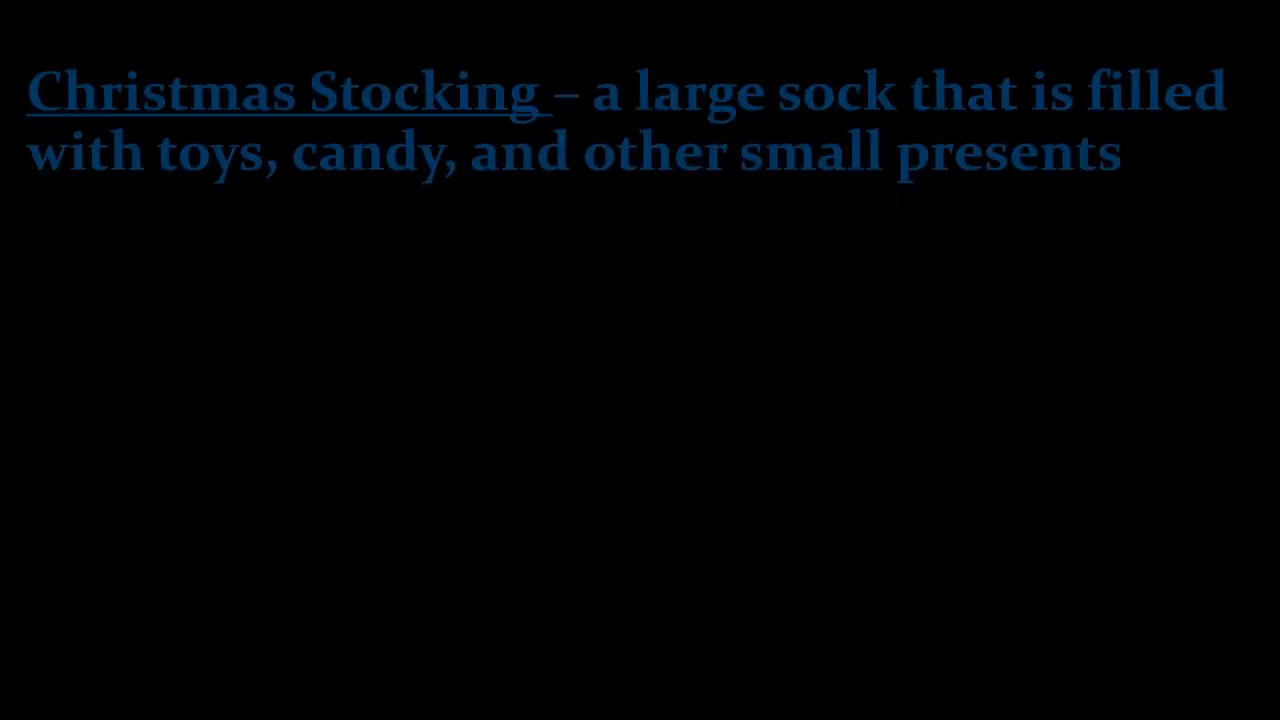 Christmas Stocking – a large sock that is filled
with toys, candy, and other small presents